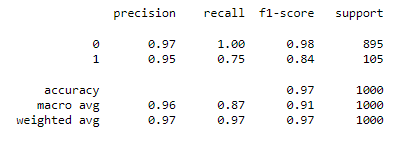 precision recall f1-score support
0 0.97 1.00 0.98 895
1 0.95 0.75 0.84 105
accuracy 0.97 1000
macro avg 0.96 0.87 0.91 1000
weighted avg 0.97 0.97 0.97 1000